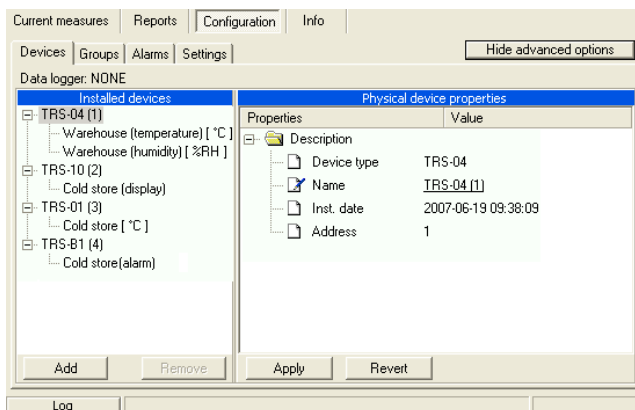 Current measures Reports Configuration Info
Devices Groups Alarms Settings Hide advanced options
Data logger: NONE
Installed devices
TRS-04 (1)
Warehouse (temperature) [ °C ]
Warehouse (humidity) [ %RH ]
TRS-10 (2)
Cold store (display)
TRS-01 (3)
Cold store [ °C ]
TRS-B1 (4)
Cold store(alarm)
Add Remove
Physical device properties
Properties Value
Description
Device type TRS-04
Name TRS-04 (1)
Inst. date 2007-06-19 09:38:09
Address 1
Apply Revert
Log